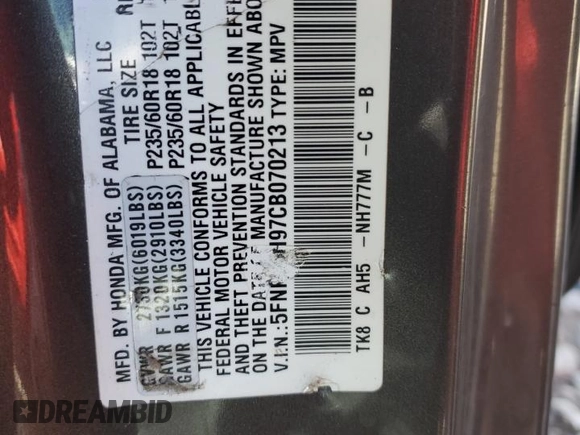 MFD. BY HONDA MFG. OF ALABAMA, LLC
TIRE SIZE
GVWR 2730KG(6019LBS)
GAWR F 1320KG(2910LBS) P235/60R18 102T
GAWR R 1515KG(3340LBS) P235/60R18 102T
THIS VEHICLE CONFORMS TO ALL APPLICABLE
FEDERAL MOTOR VEHICLE SAFETY
AND THEFT PREVENTION STANDARDS IN EFFE
ON THE DATE OF MANUFACTURE SHOWN ABO
V.I.N.: TYPE: MPV
TK8 C AH5 -NH777M -C -B
DREAMBID